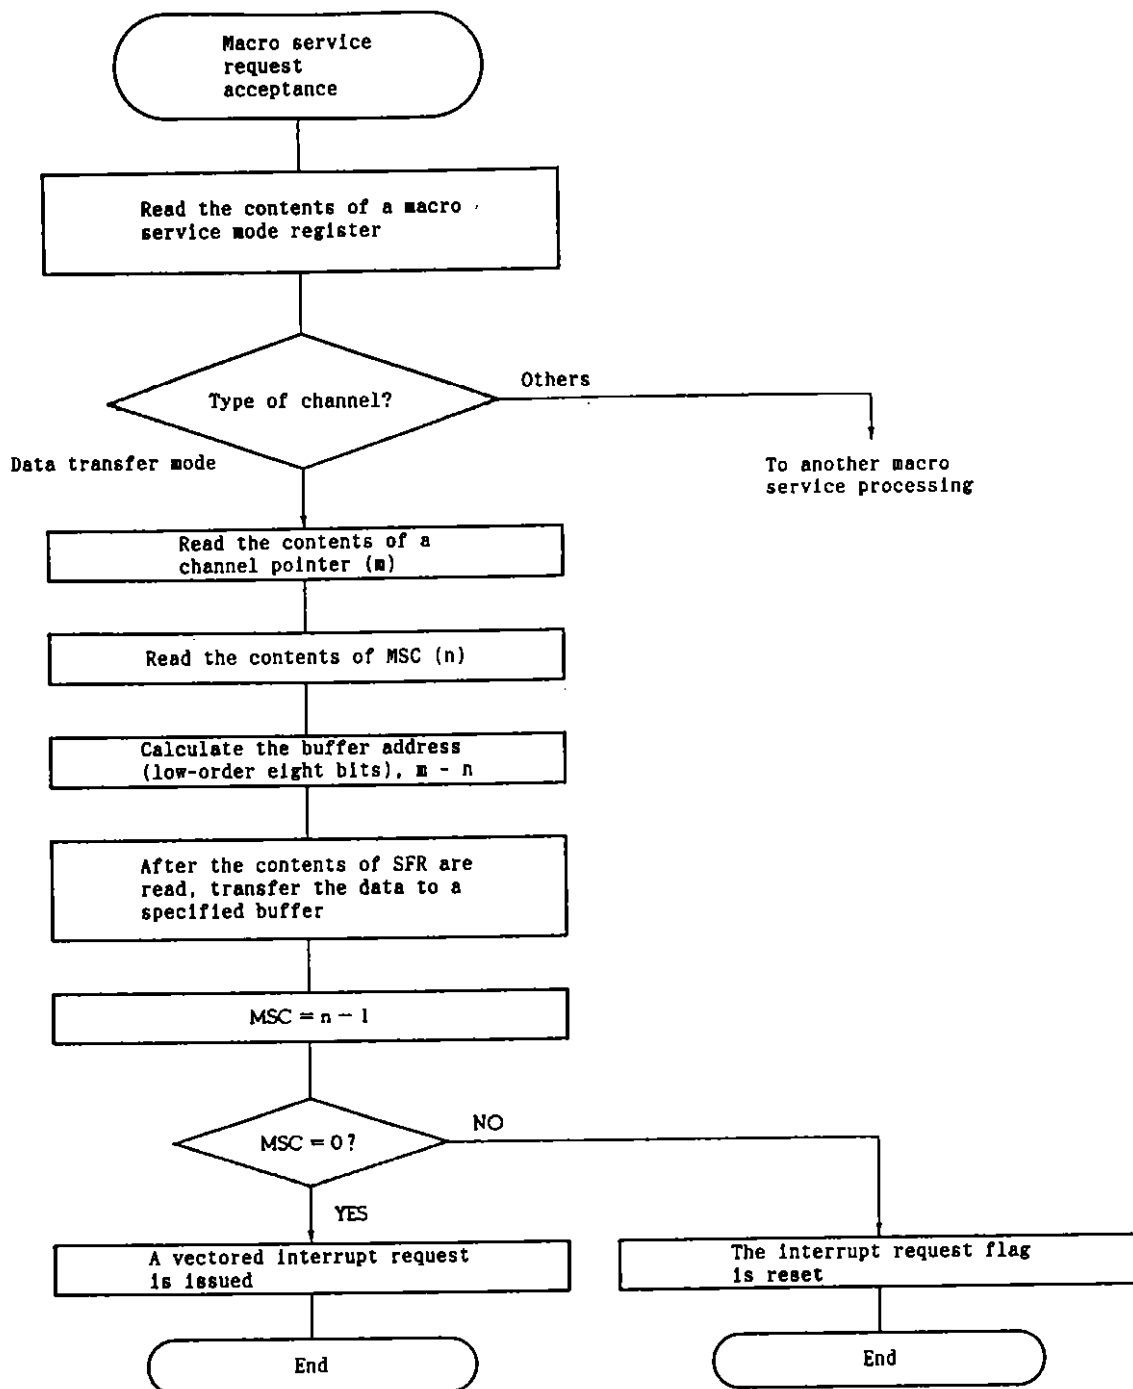 Macro service
request
acceptance
Read the contents of a macro
service mode register
Type of channel?
Others
Data transfer mode
To another macro
service processing
Read the contents of a
channel pointer (m)
Read the contents of MSC (n)
Calculate the buffer address
(low-order eight bits), m - n
After the contents of SFR are
read, transfer the data to a
specified buffer
MSC = n - 1
MSC = 0?
NO
YES
A vectored interrupt request
is issued
The interrupt request flag
is reset
End
End